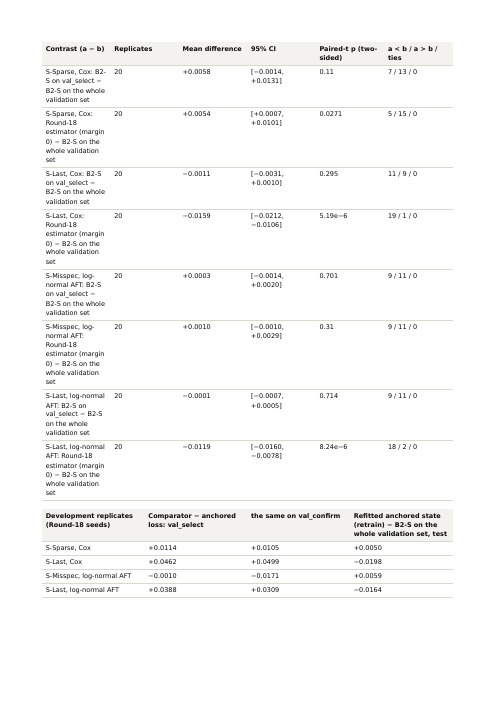 Contrast (a − b) Replicates Mean difference 95% CI Paired-t p (two-sided) a < b / a > b / ties
S-Sparse, Cox: B2-S on val_select − B2-S on the whole validation set 20 +0.0058 [−0.0014, +0.0131] 0.11 7 / 13 / 0
S-Sparse, Cox: Round-18 estimator (margin 0) − B2-S on the whole validation set 20 +0.0054 [+0.0007, +0.0101] 0.0271 5 / 15 / 0
S-Last, Cox: B2-S on val_select − B2-S on the whole validation set 20 −0.0011 [−0.0031, +0.0010] 0.295 11 / 9 / 0
S-Last, Cox: Round-18 estimator (margin 0) − B2-S on the whole validation set 20 −0.0159 [−0.0212, −0.0106] 5.19e−6 19 / 1 / 0
S-Misspec, log-normal AFT: B2-S on val_select − B2-S on the whole validation set 20 +0.0003 [−0.0014, +0.0020] 0.701 9 / 11 / 0
S-Misspec, log-normal AFT: Round-18 estimator (margin 0) − B2-S on the whole validation set 20 +0.0010 [−0.0010, +0.0029] 0.31 9 / 11 / 0
S-Last, log-normal AFT: B2-S on val_select − B2-S on the whole validation set 20 −0.0001 [−0.0007, +0.0005] 0.714 9 / 11 / 0
S-Last, log-normal AFT: Round-18 estimator (margin 0) − B2-S on the whole validation set 20 −0.0119 [−0.0160, −0.0078] 8.24e−6 18 / 2 / 0
Development replicates (Round-18 seeds) Comparator − anchored loss: val_select the same on val_confirm Refitted anchored state (retrain) − B2-S on the whole validation set, test
S-Sparse, Cox +0.0114 +0.0105 +0.0050
S-Last, Cox +0.0462 +0.0499 −0.0198
S-Misspec, log-normal AFT −0.0010 −0.0171 +0.0059
S-Last, log-normal AFT +0.0388 +0.0309 −0.0164